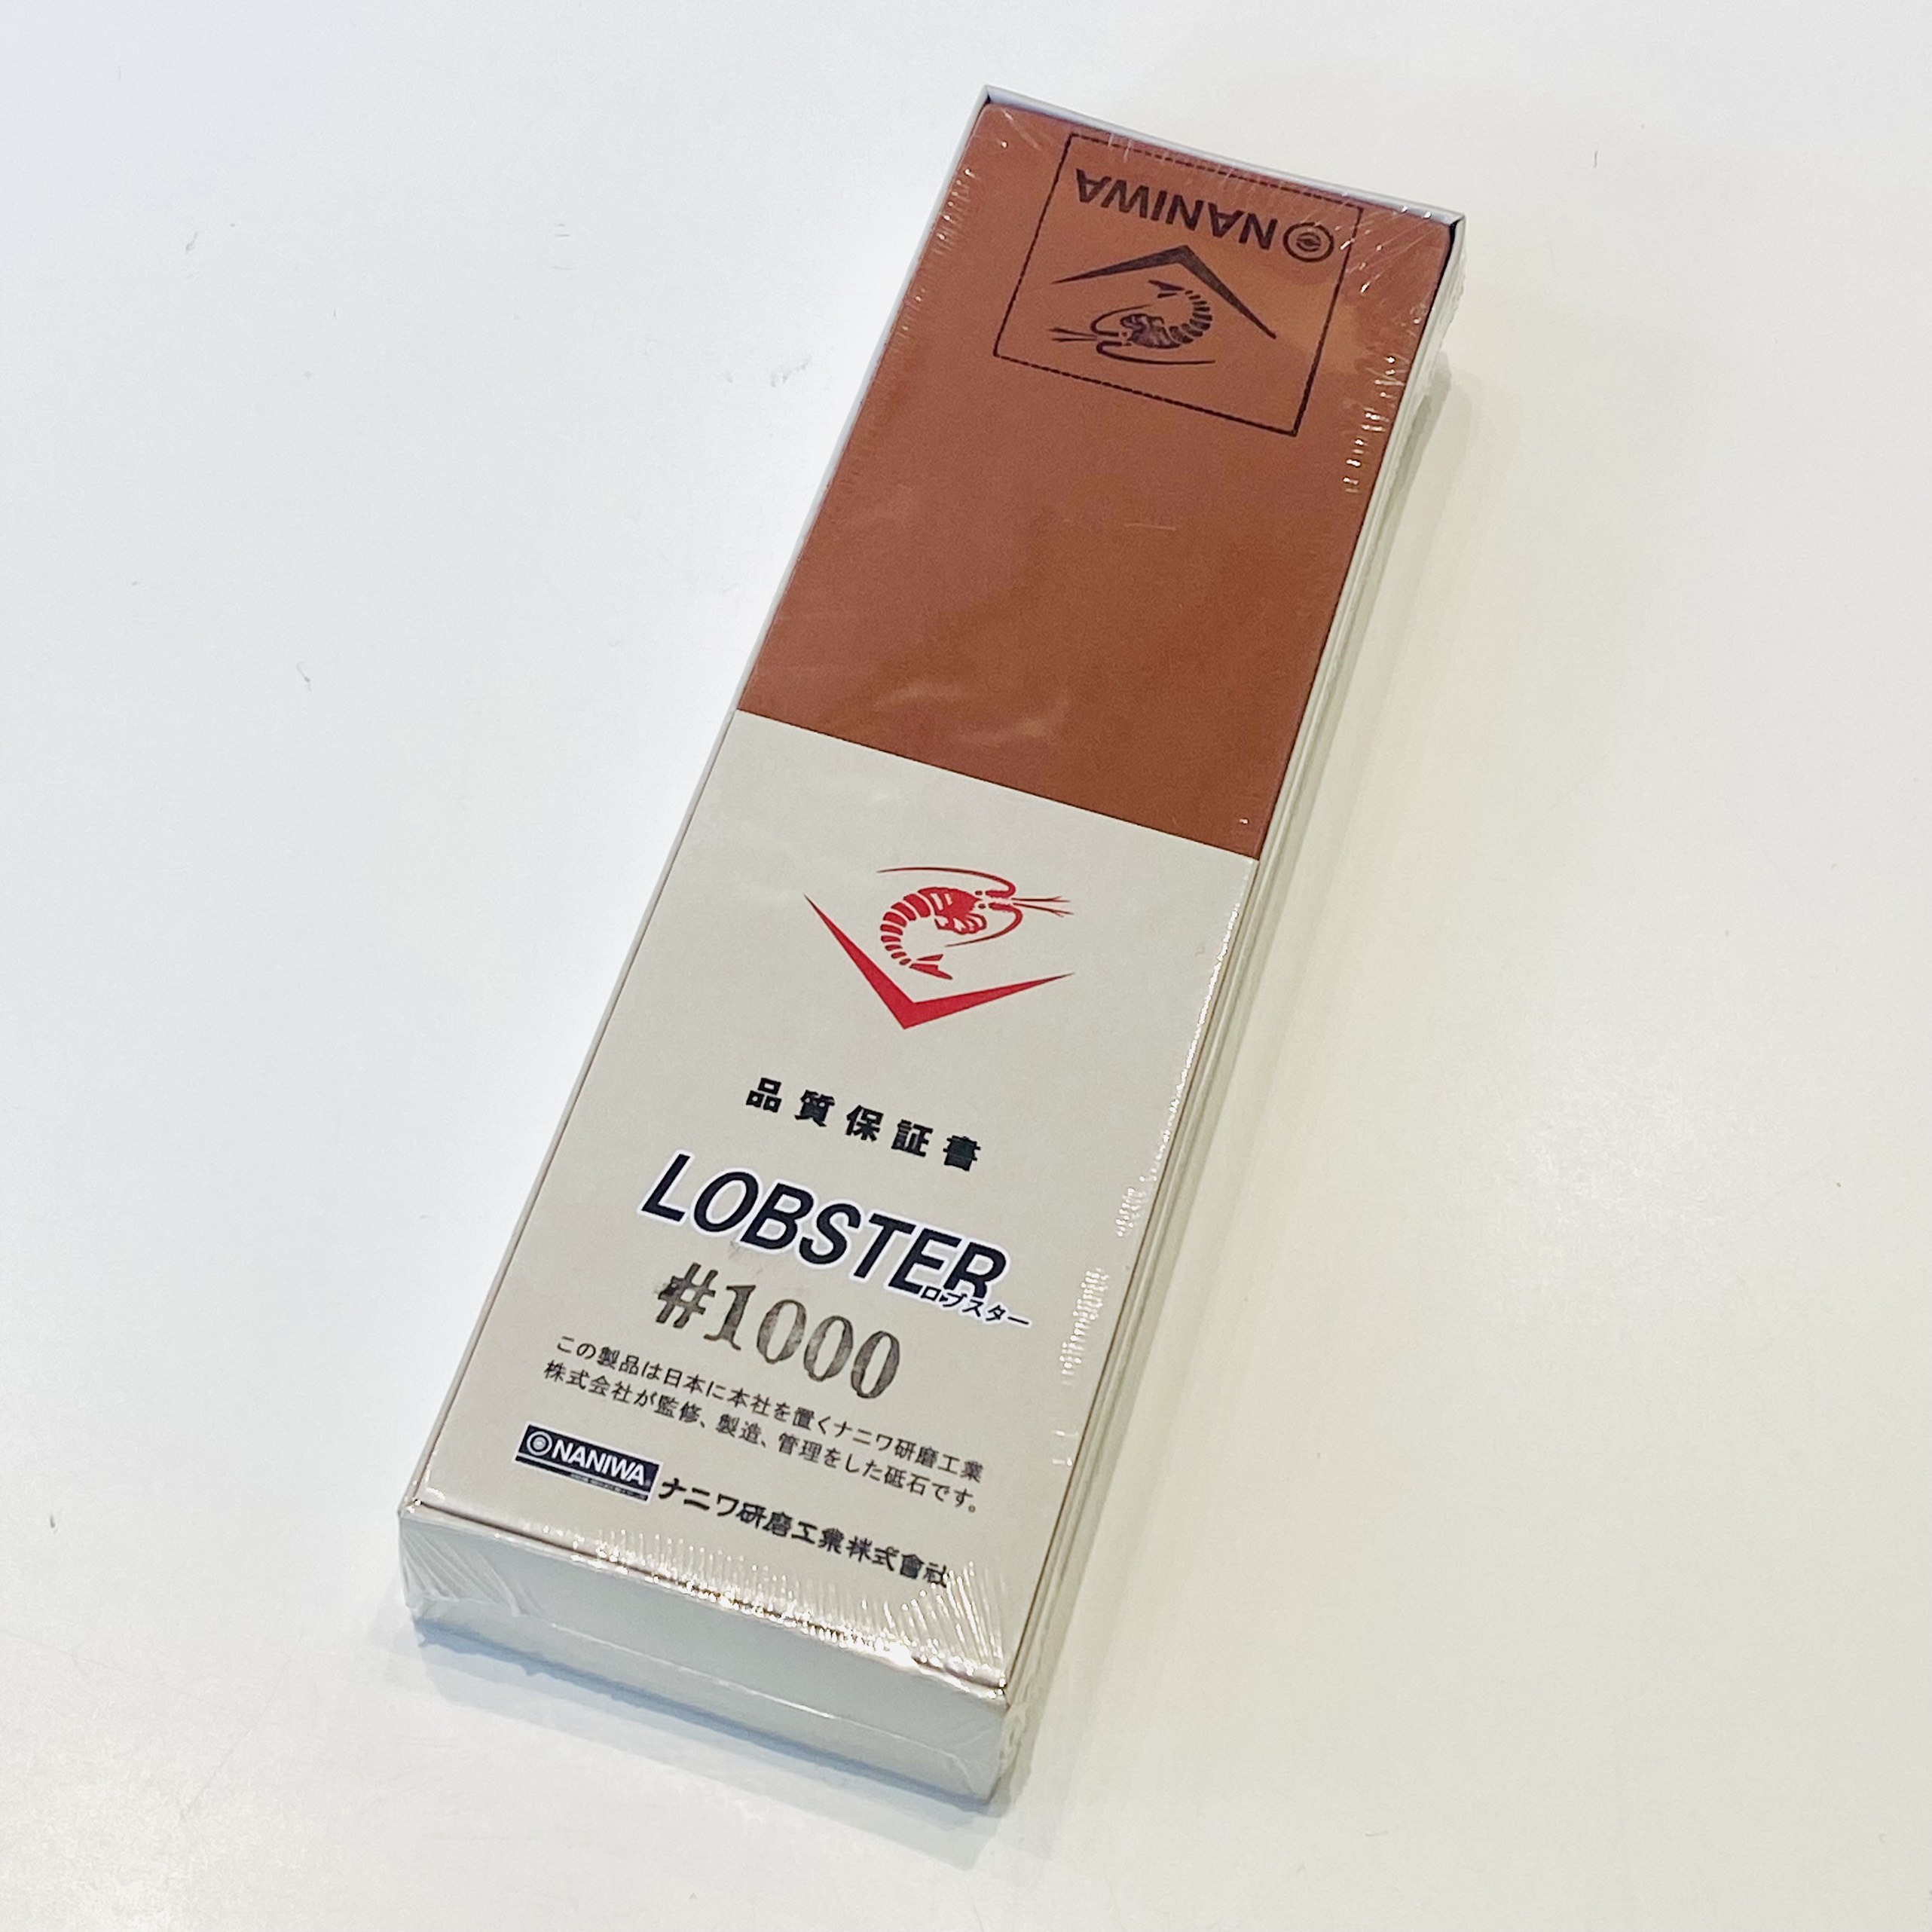 NANIWA
品質保証書
LOBSTER
ロブスター
#1000
この製品は日本に本社を置くナニワ研磨工業
株式会社が監修、製造、管理をした砥石です。
NANIWA
ナニワ研磨工業株式會社